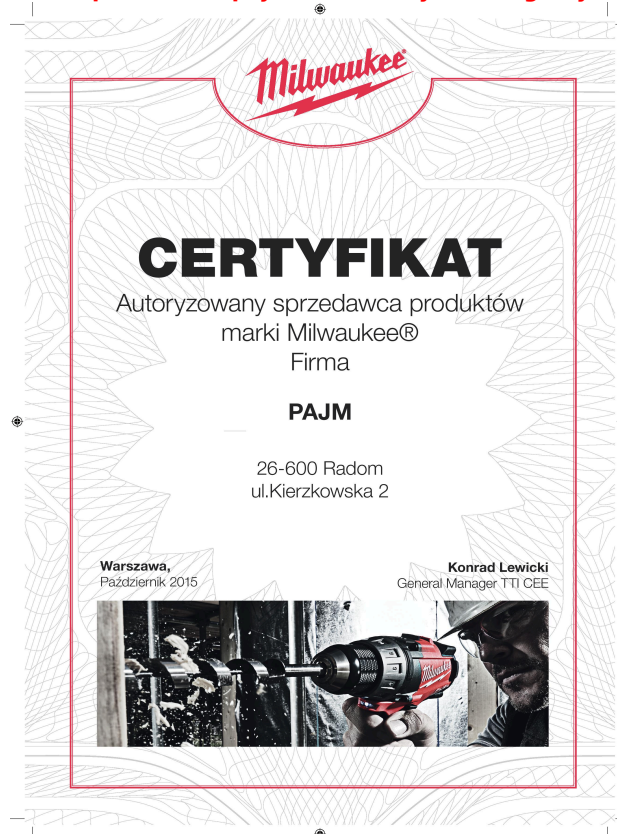 Milwaukee®
CERTYFIKAT
Autoryzowany sprzedawca produktów
marki Milwaukee®
Firma
PAJM
26-600 Radom
ul.Kierzkowska 2
Warszawa,
Październik 2015
Konrad Lewicki
General Manager TTI CEE
Milwaukee